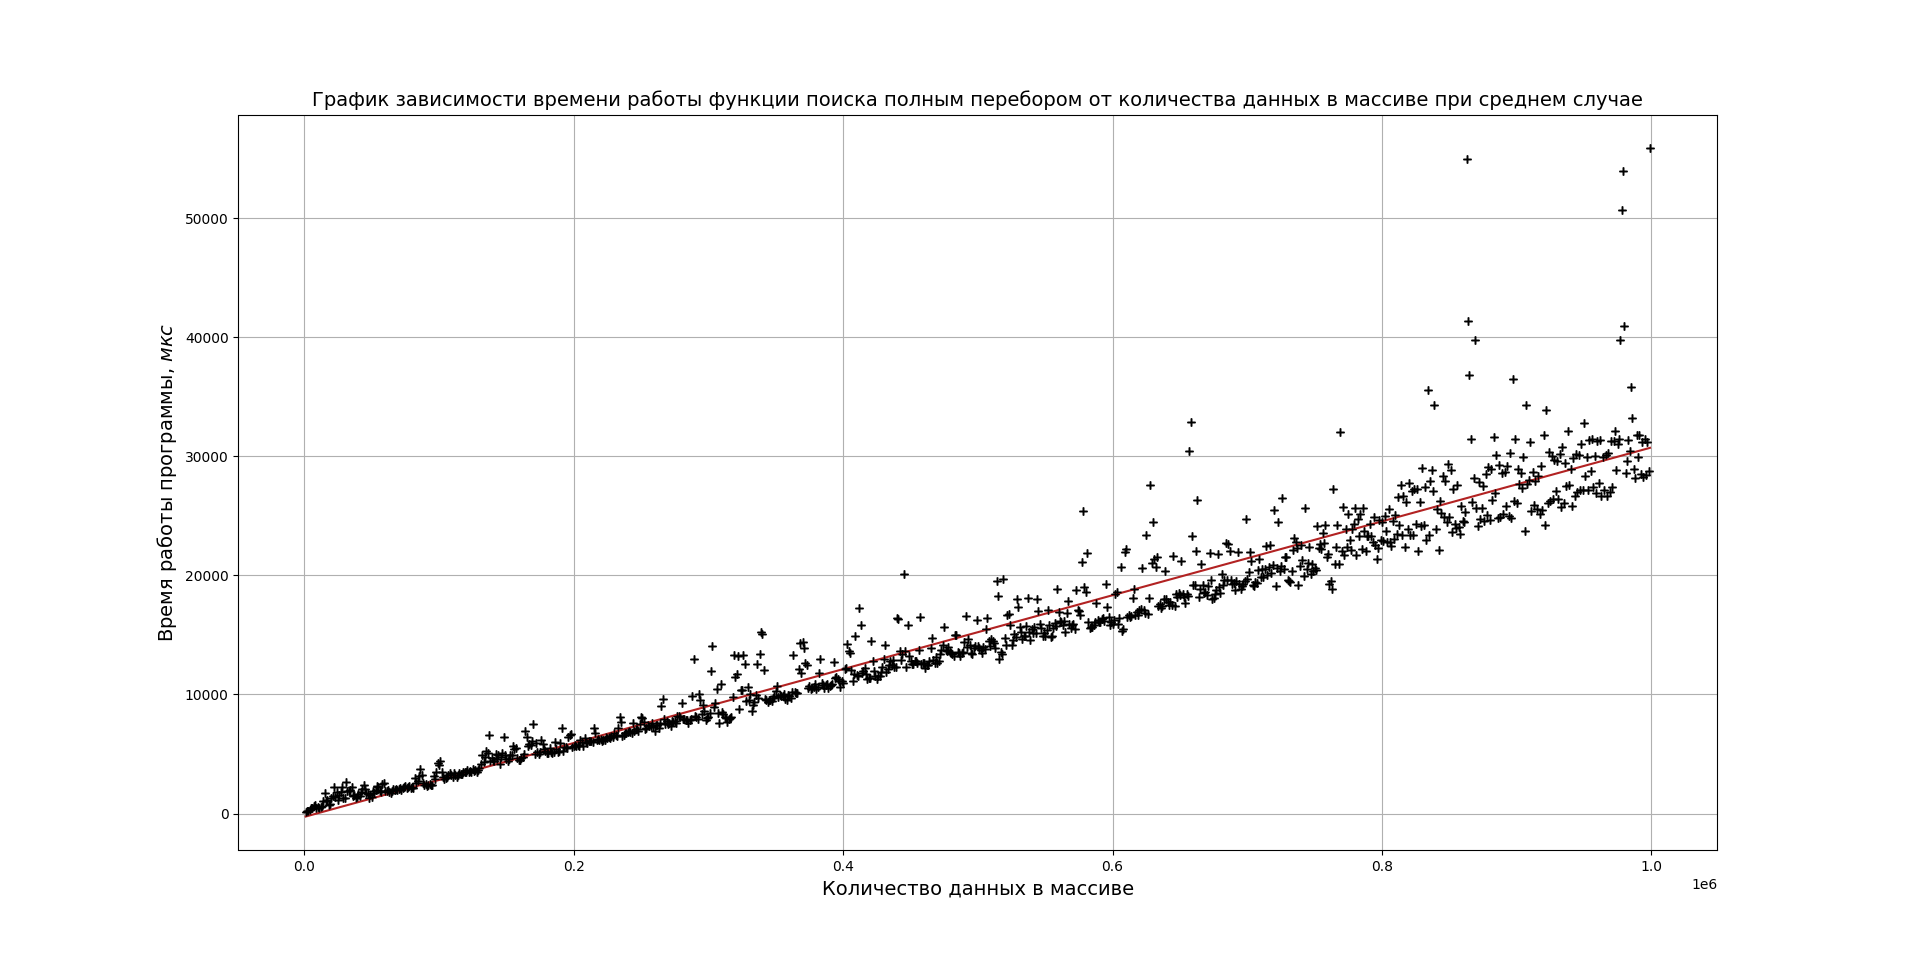 График зависимости времени работы функции поиска полным перебором от количества данных в массиве при среднем случае
Время работы программы, мкс
50000
40000
30000
20000
10000
0
0.0 0.2 0.4 0.6 0.8 1.0
1e6
Количество данных в массиве